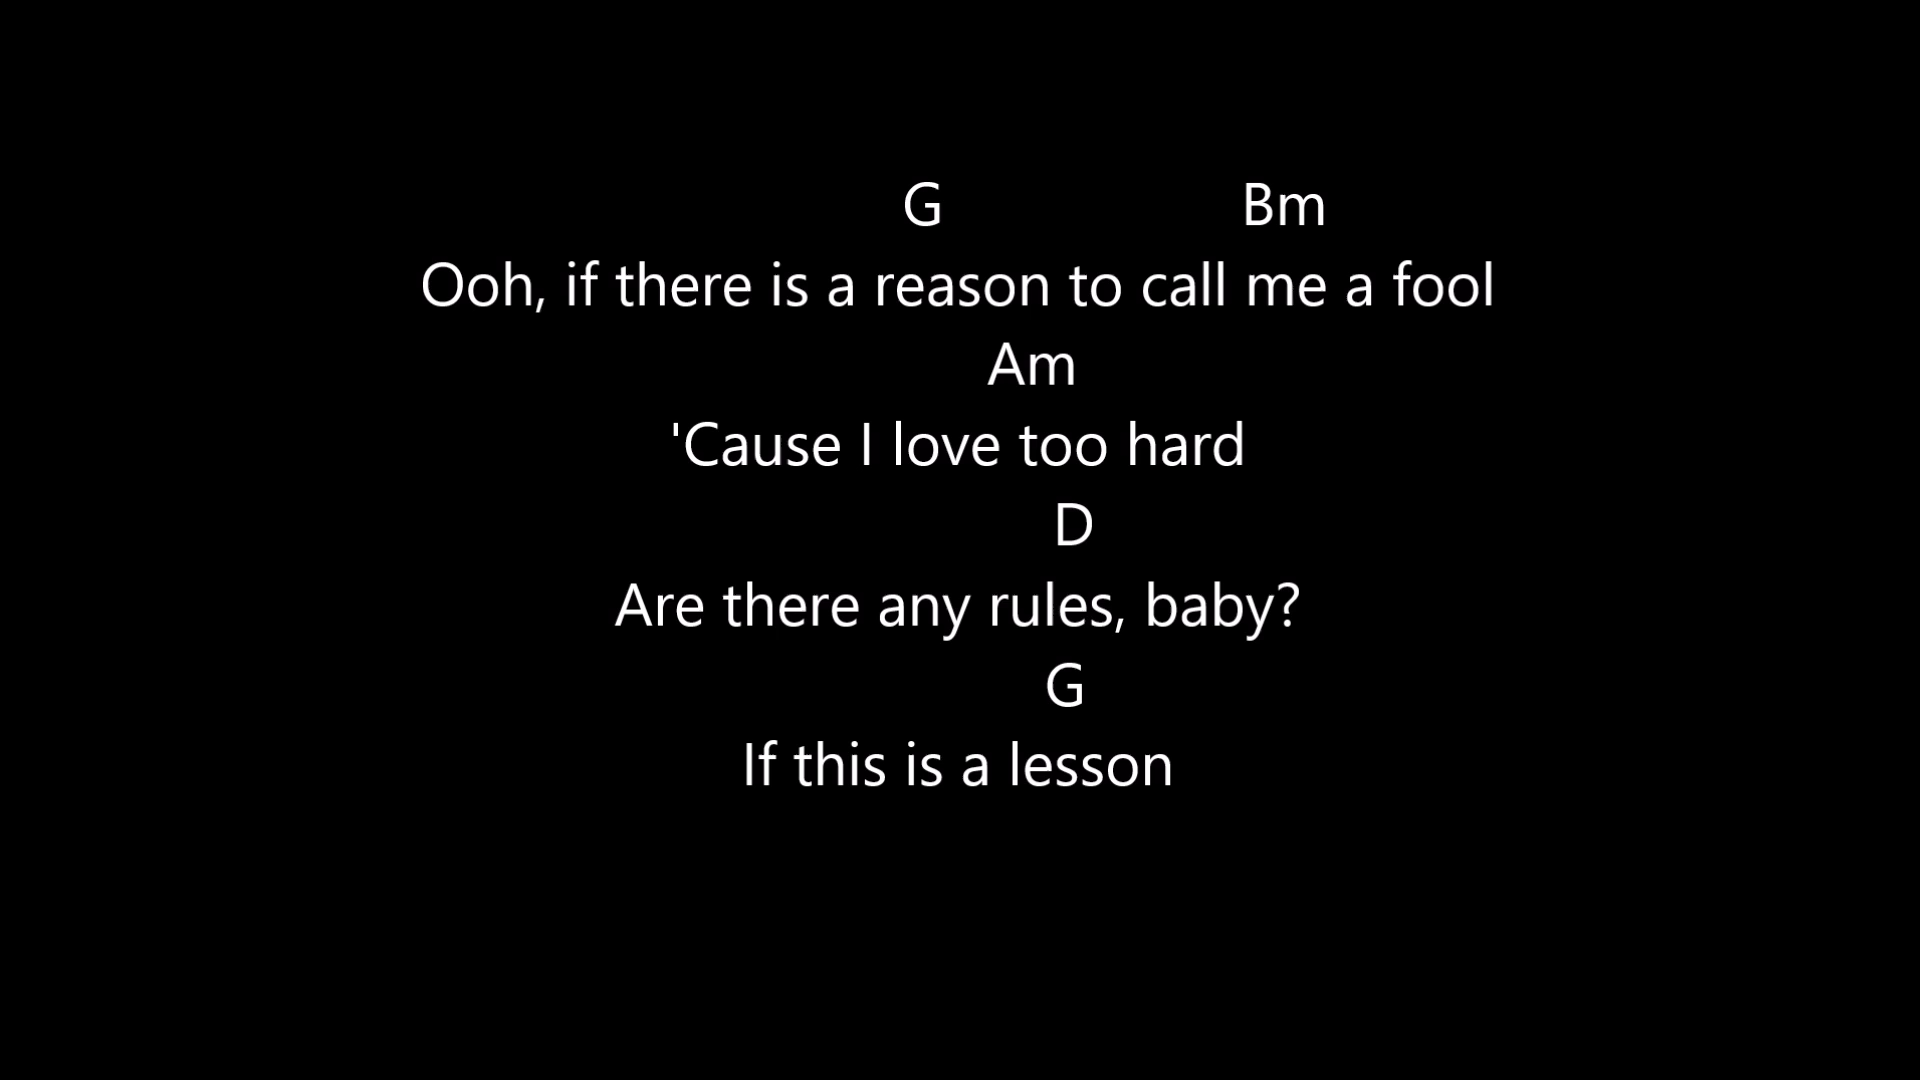 G Bm
Ooh, if there is a reason to call me a fool
Am
'Cause I love too hard
D
Are there any rules, baby?
G
If this is a lesson